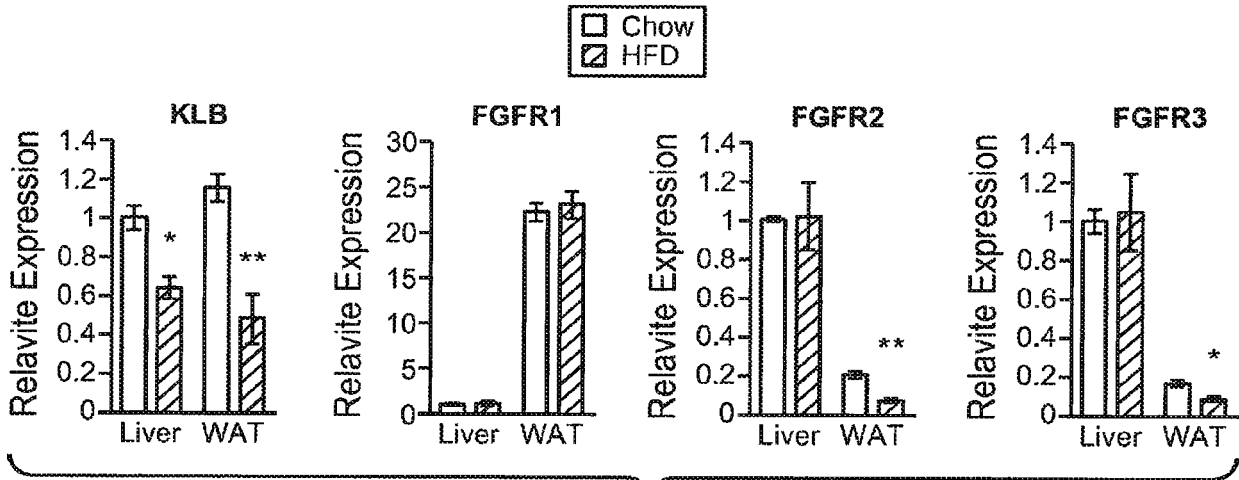 Chow
HFD
KLB
Relavite Expression
1.4
1.2
1
0.8
0.6
0.4
0.2
0
*
**
Liver WAT
FGFR1
Relavite Expression
30
25
20
15
10
5
0
Liver WAT
FGFR2
Relavite Expression
1.4
1.2
1
0.8
0.6
0.4
0.2
0
**
Liver WAT
FGFR3
Relavite Expression
1.4
1.2
1
0.8
0.6
0.4
0.2
0
*
Liver WAT